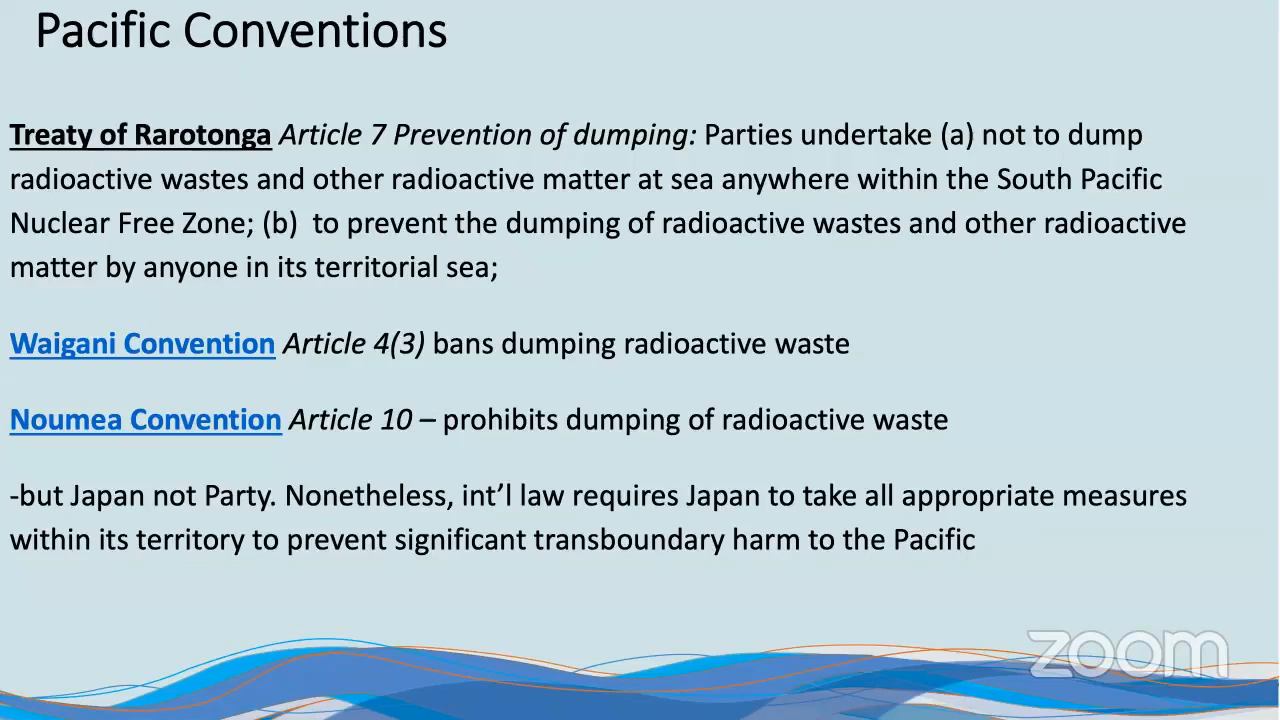 Pacific Conventions
Treaty of Rarotonga Article 7 Prevention of dumping: Parties undertake (a) not to dump
radioactive wastes and other radioactive matter at sea anywhere within the South Pacific
Nuclear Free Zone; (b)  to prevent the dumping of radioactive wastes and other radioactive
matter by anyone in its territorial sea;
Waigani Convention Article 4(3) bans dumping radioactive waste
Noumea Convention Article 10 – prohibits dumping of radioactive waste
-but Japan not Party. Nonetheless, int’l law requires Japan to take all appropriate measures
within its territory to prevent significant transboundary harm to the Pacific
zoom